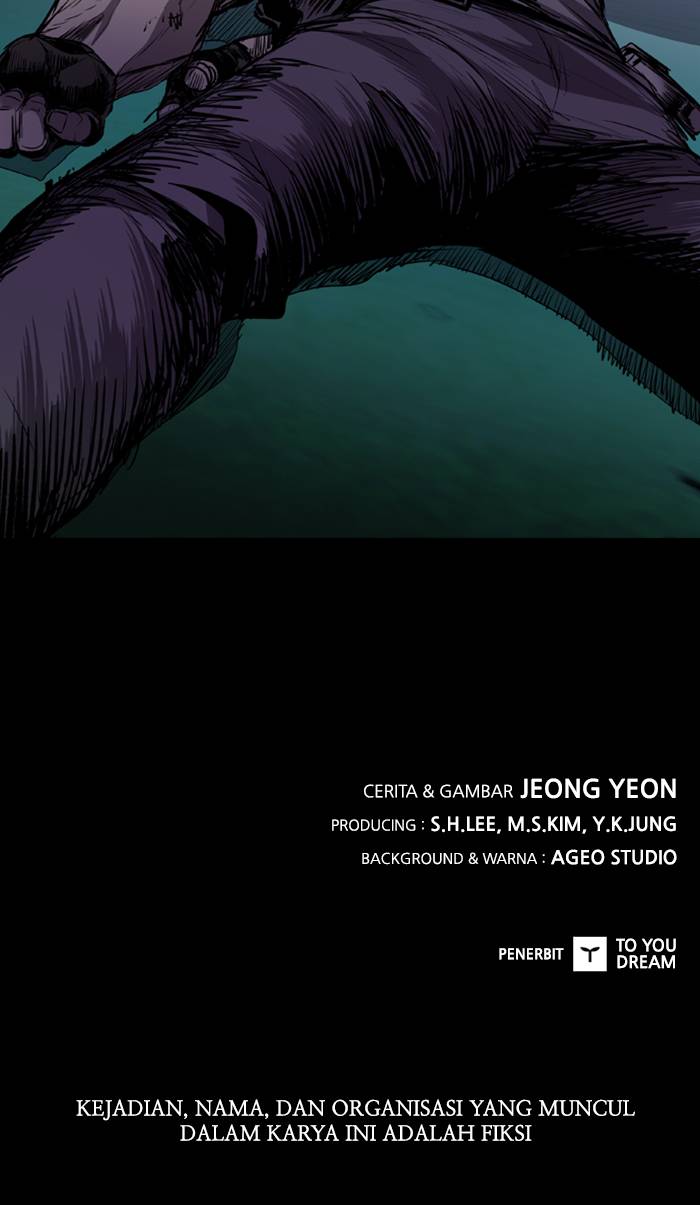 CERITA & GAMBAR JEONG YEON
PRODUCING : S.H.LEE, M.S.KIM, Y.K.JUNG
BACKGROUND & WARNA : AGEO STUDIO
PENERBIT TO YOU
DREAM
KEJADIAN, NAMA, DAN ORGANISASI YANG MUNCUL
DALAM KARYA INI ADALAH FIKSI